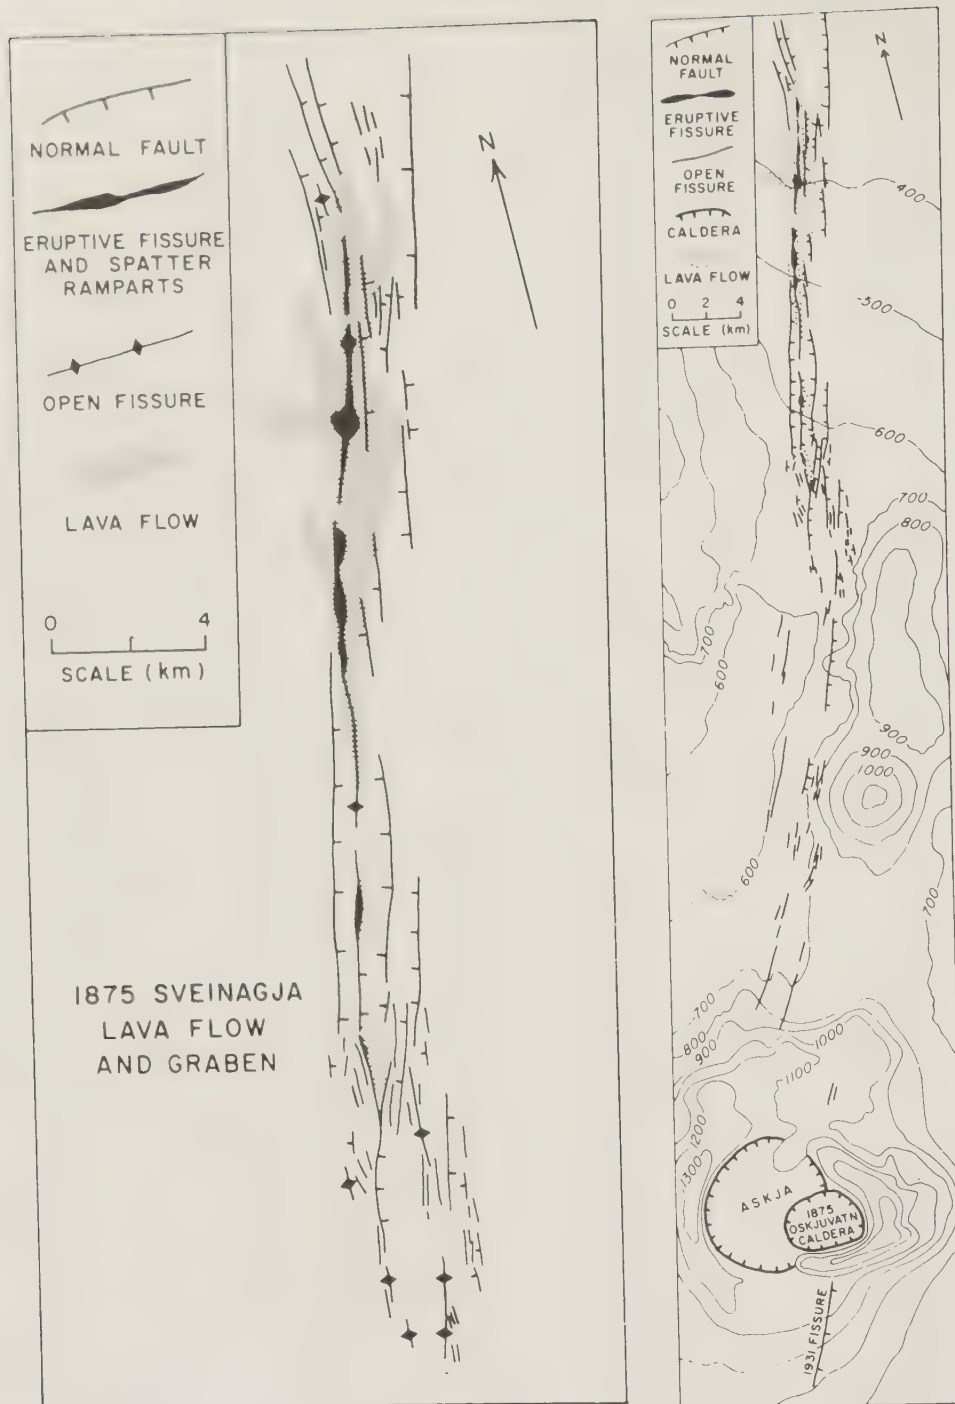 NORMAL FAULT
ERUPTIVE FISSURE
AND SPATTER
RAMPARTS
OPEN FISSURE
LAVA FLOW
0 4
SCALE (km)
N
1875 SVEINAGJA
LAVA FLOW
AND GRABEN
NORMAL
FAULT
ERUPTIVE
FISSURE
OPEN
FISSURE
CALDERA
LAVA FLOW
0 2 4
SCALE (km)
N
400
500
600
700
800
700
600
900
900
1000
600
700
700
800
900
1000
1100
1200
1300
ASKJA
1875
OSKJUVATN
CALDERA
1931 FISSURE